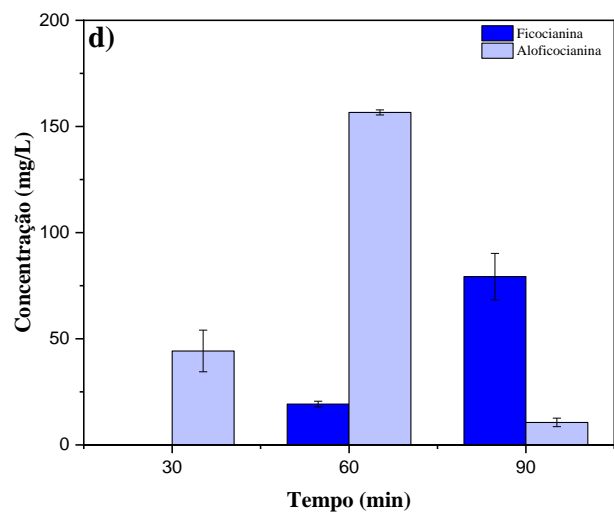 d)
Ficocianina
Aloficocianina
200
150
100
50
0
Concentração (mg/L)
30 60 90
Tempo (min)